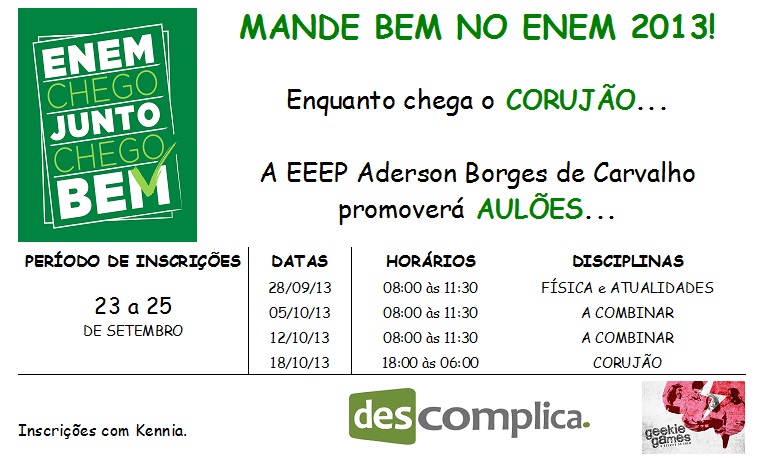 ENEM
CHEGO
JUNTO
CHEGO
BEM
MANDE BEM NO ENEM 2013!
Enquanto chega o CORUJÃO...
A EEEP Aderson Borges de Carvalho
promoverá AULÕES...
PERÍODO DE INSCRIÇÕES DATAS HORÁRIOS DISCIPLINAS
23 a 25
DE SETEMBRO
28/09/13 08:00 às 11:30 FÍSICA e ATUALIDADES
05/10/13 08:00 às 11:30 A COMBINAR
12/10/13 08:00 às 11:30 A COMBINAR
18/10/13 18:00 às 06:00 CORUJÃO
Inscrições com Kennia.
descomplica.
geekie
games